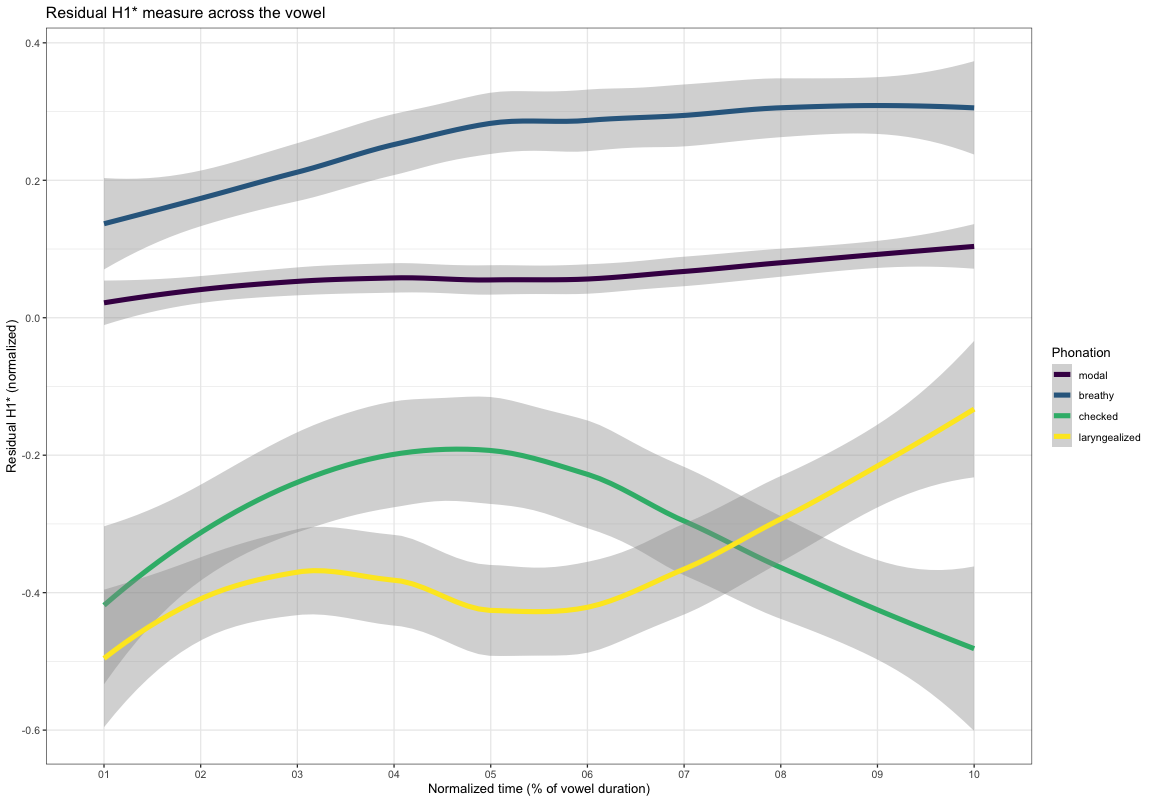 Residual H1* measure across the vowel
Residual H1* (normalized)
0.4
0.2
0.0
-0.2
-0.4
-0.6
01 02 03 04 05 06 07 08 09 10
Normalized time (% of vowel duration)
Phonation
modal
breathy
checked
laryngealized